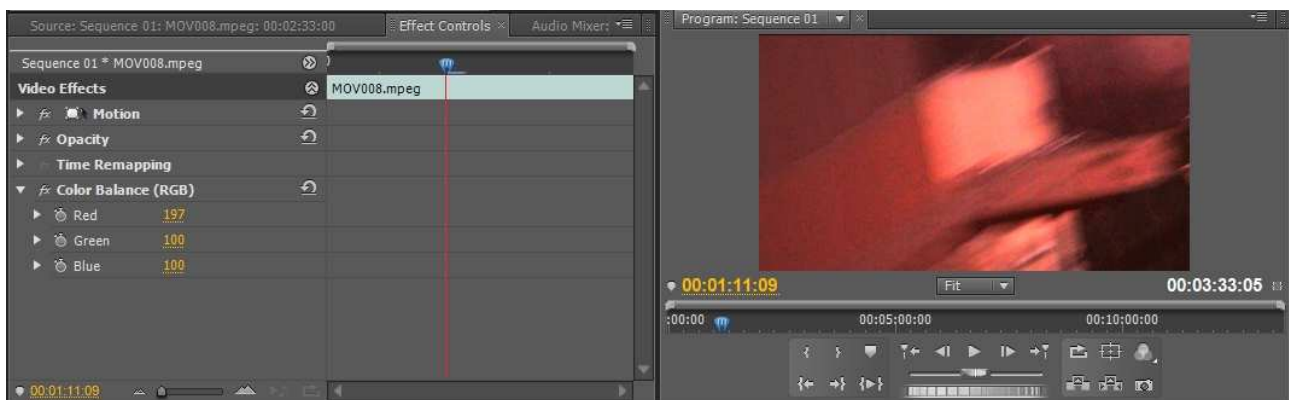 Source: Sequence 01: MOV008.mpeg: 00:02:33:00
Effect Controls
Audio Mixer:
Sequence 01 * MOV008.mpeg
Video Effects
MOV008.mpeg
fx Motion
fx Opacity
Time Remapping
fx Color Balance (RGB)
Red 197
Green 100
Blue 100
00:01:11:09
Program: Sequence 01
00:01:11:09
Fit
00:03:33:05
:00:00
00:05:00:00
00:10:00:00